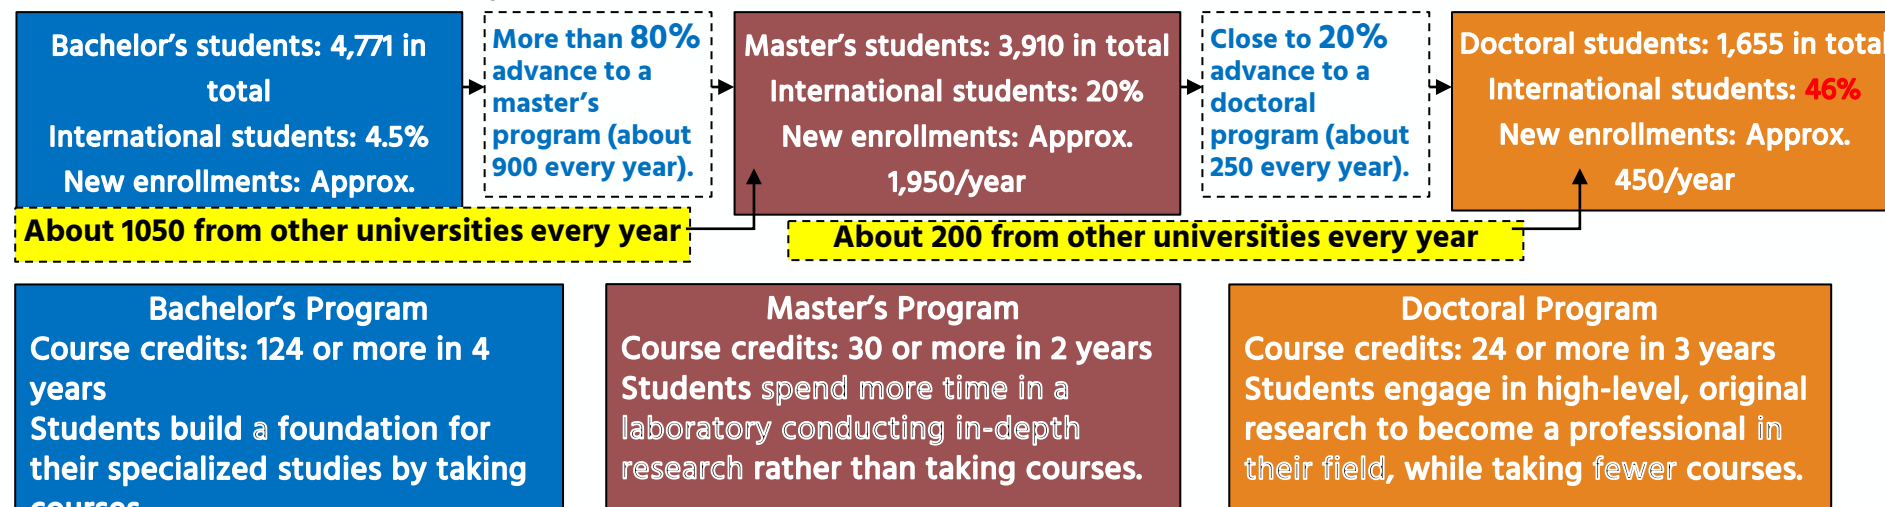 Bachelor's students: 4,771 in
total
International students: 4.5%
New enrollments: Approx.
More than 80%
advance to a
master's
program (about
900 every year).
Master's students: 3,910 in total
International students: 20%
New enrollments: Approx.
1,950/year
Close to 20%
advance to a
doctoral
program (about
250 every year).
Doctoral students: 1,655 in total
International students: 46%
New enrollments: Approx.
450/year
About 1050 from other universities every year
About 200 from other universities every year
Bachelor's Program
Course credits: 124 or more in 4
years
Students build a foundation for
their specialized studies by taking
courses
Master's Program
Course credits: 30 or more in 2 years
Students spend more time in a
laboratory conducting in-depth
research rather than taking courses.
Doctoral Program
Course credits: 24 or more in 3 years
Students engage in high-level, original
research to become a professional in
their field, while taking fewer courses.